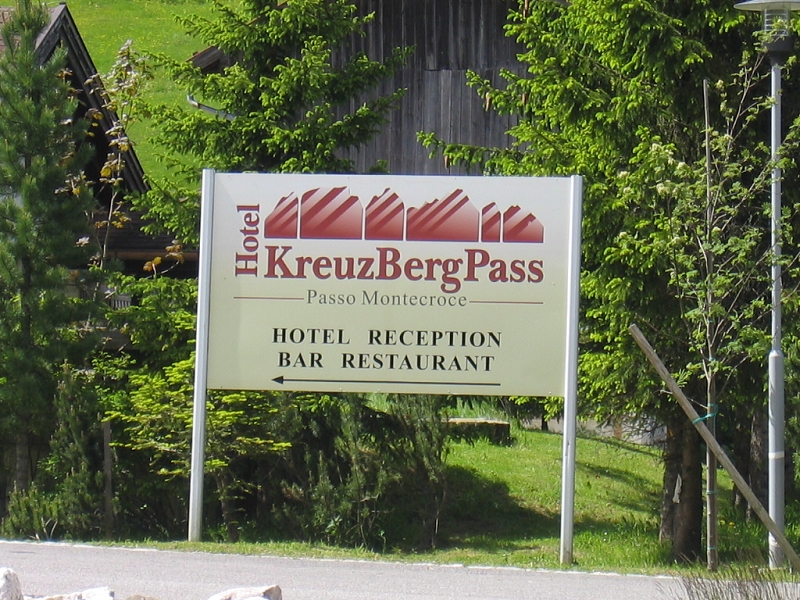 Hotel
KreuzBergPass
Passo Montecroce
HOTEL RECEPTION
BAR RESTAURANT